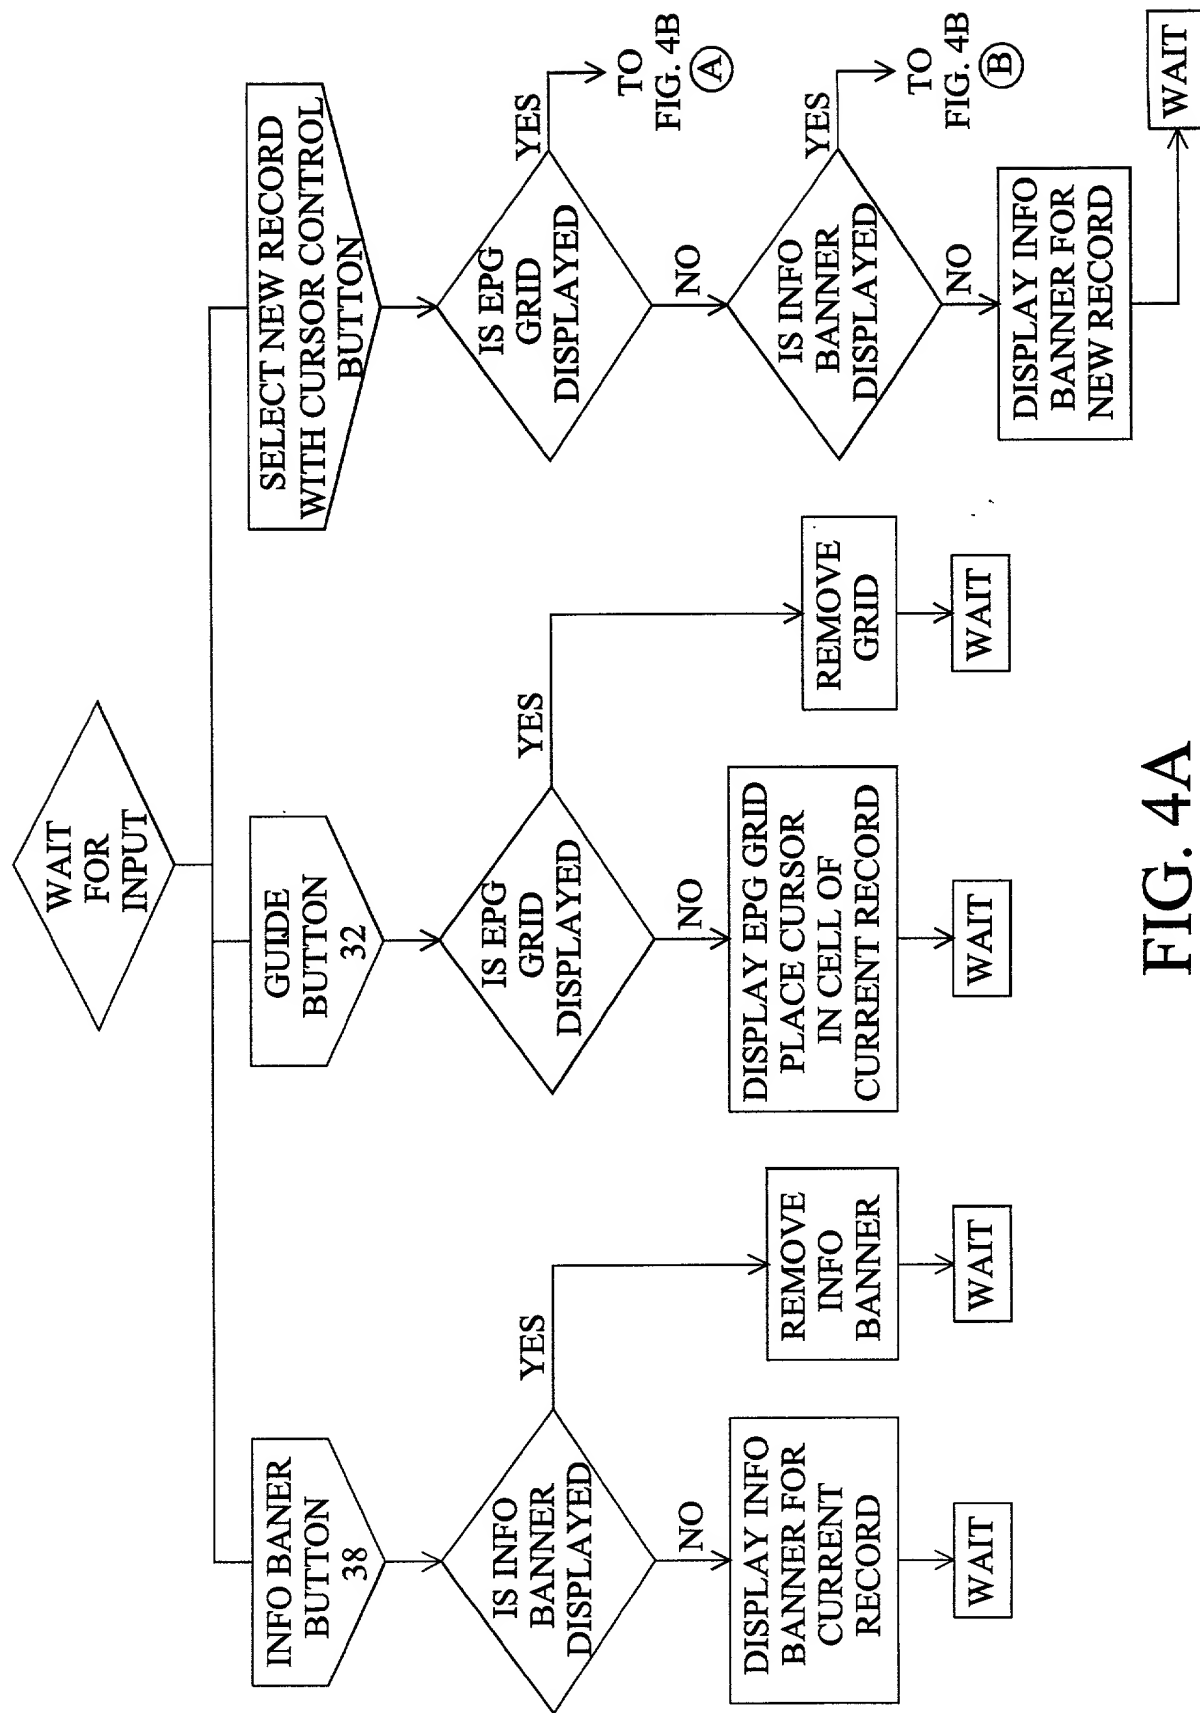 WAIT
FOR
INPUT
INFO BANER
BUTTON
38
IS INFO
BANNER
DISPLAYED
YES
NO
DISPLAY INFO
BANNER FOR
CURRENT
RECORD
WAIT
REMOVE
INFO
BANNER
WAIT
GUIDE
BUTTON
32
IS EPG
GRID
DISPLAYED
YES
NO
DISPLAY EPG GRID
PLACE CURSOR
IN CELL OF
CURRENT RECORD
WAIT
REMOVE
GRID
WAIT
SELECT NEW RECORD
WITH CURSOR CONTROL
BUTTON
IS EPG
GRID
DISPLAYED
YES
TO
FIG. 4B
A
NO
IS INFO
BANNER
DISPLAYED
YES
TO
FIG. 4B
B
NO
DISPLAY INFO
BANNER FOR
NEW RECORD
WAIT
FIG. 4A